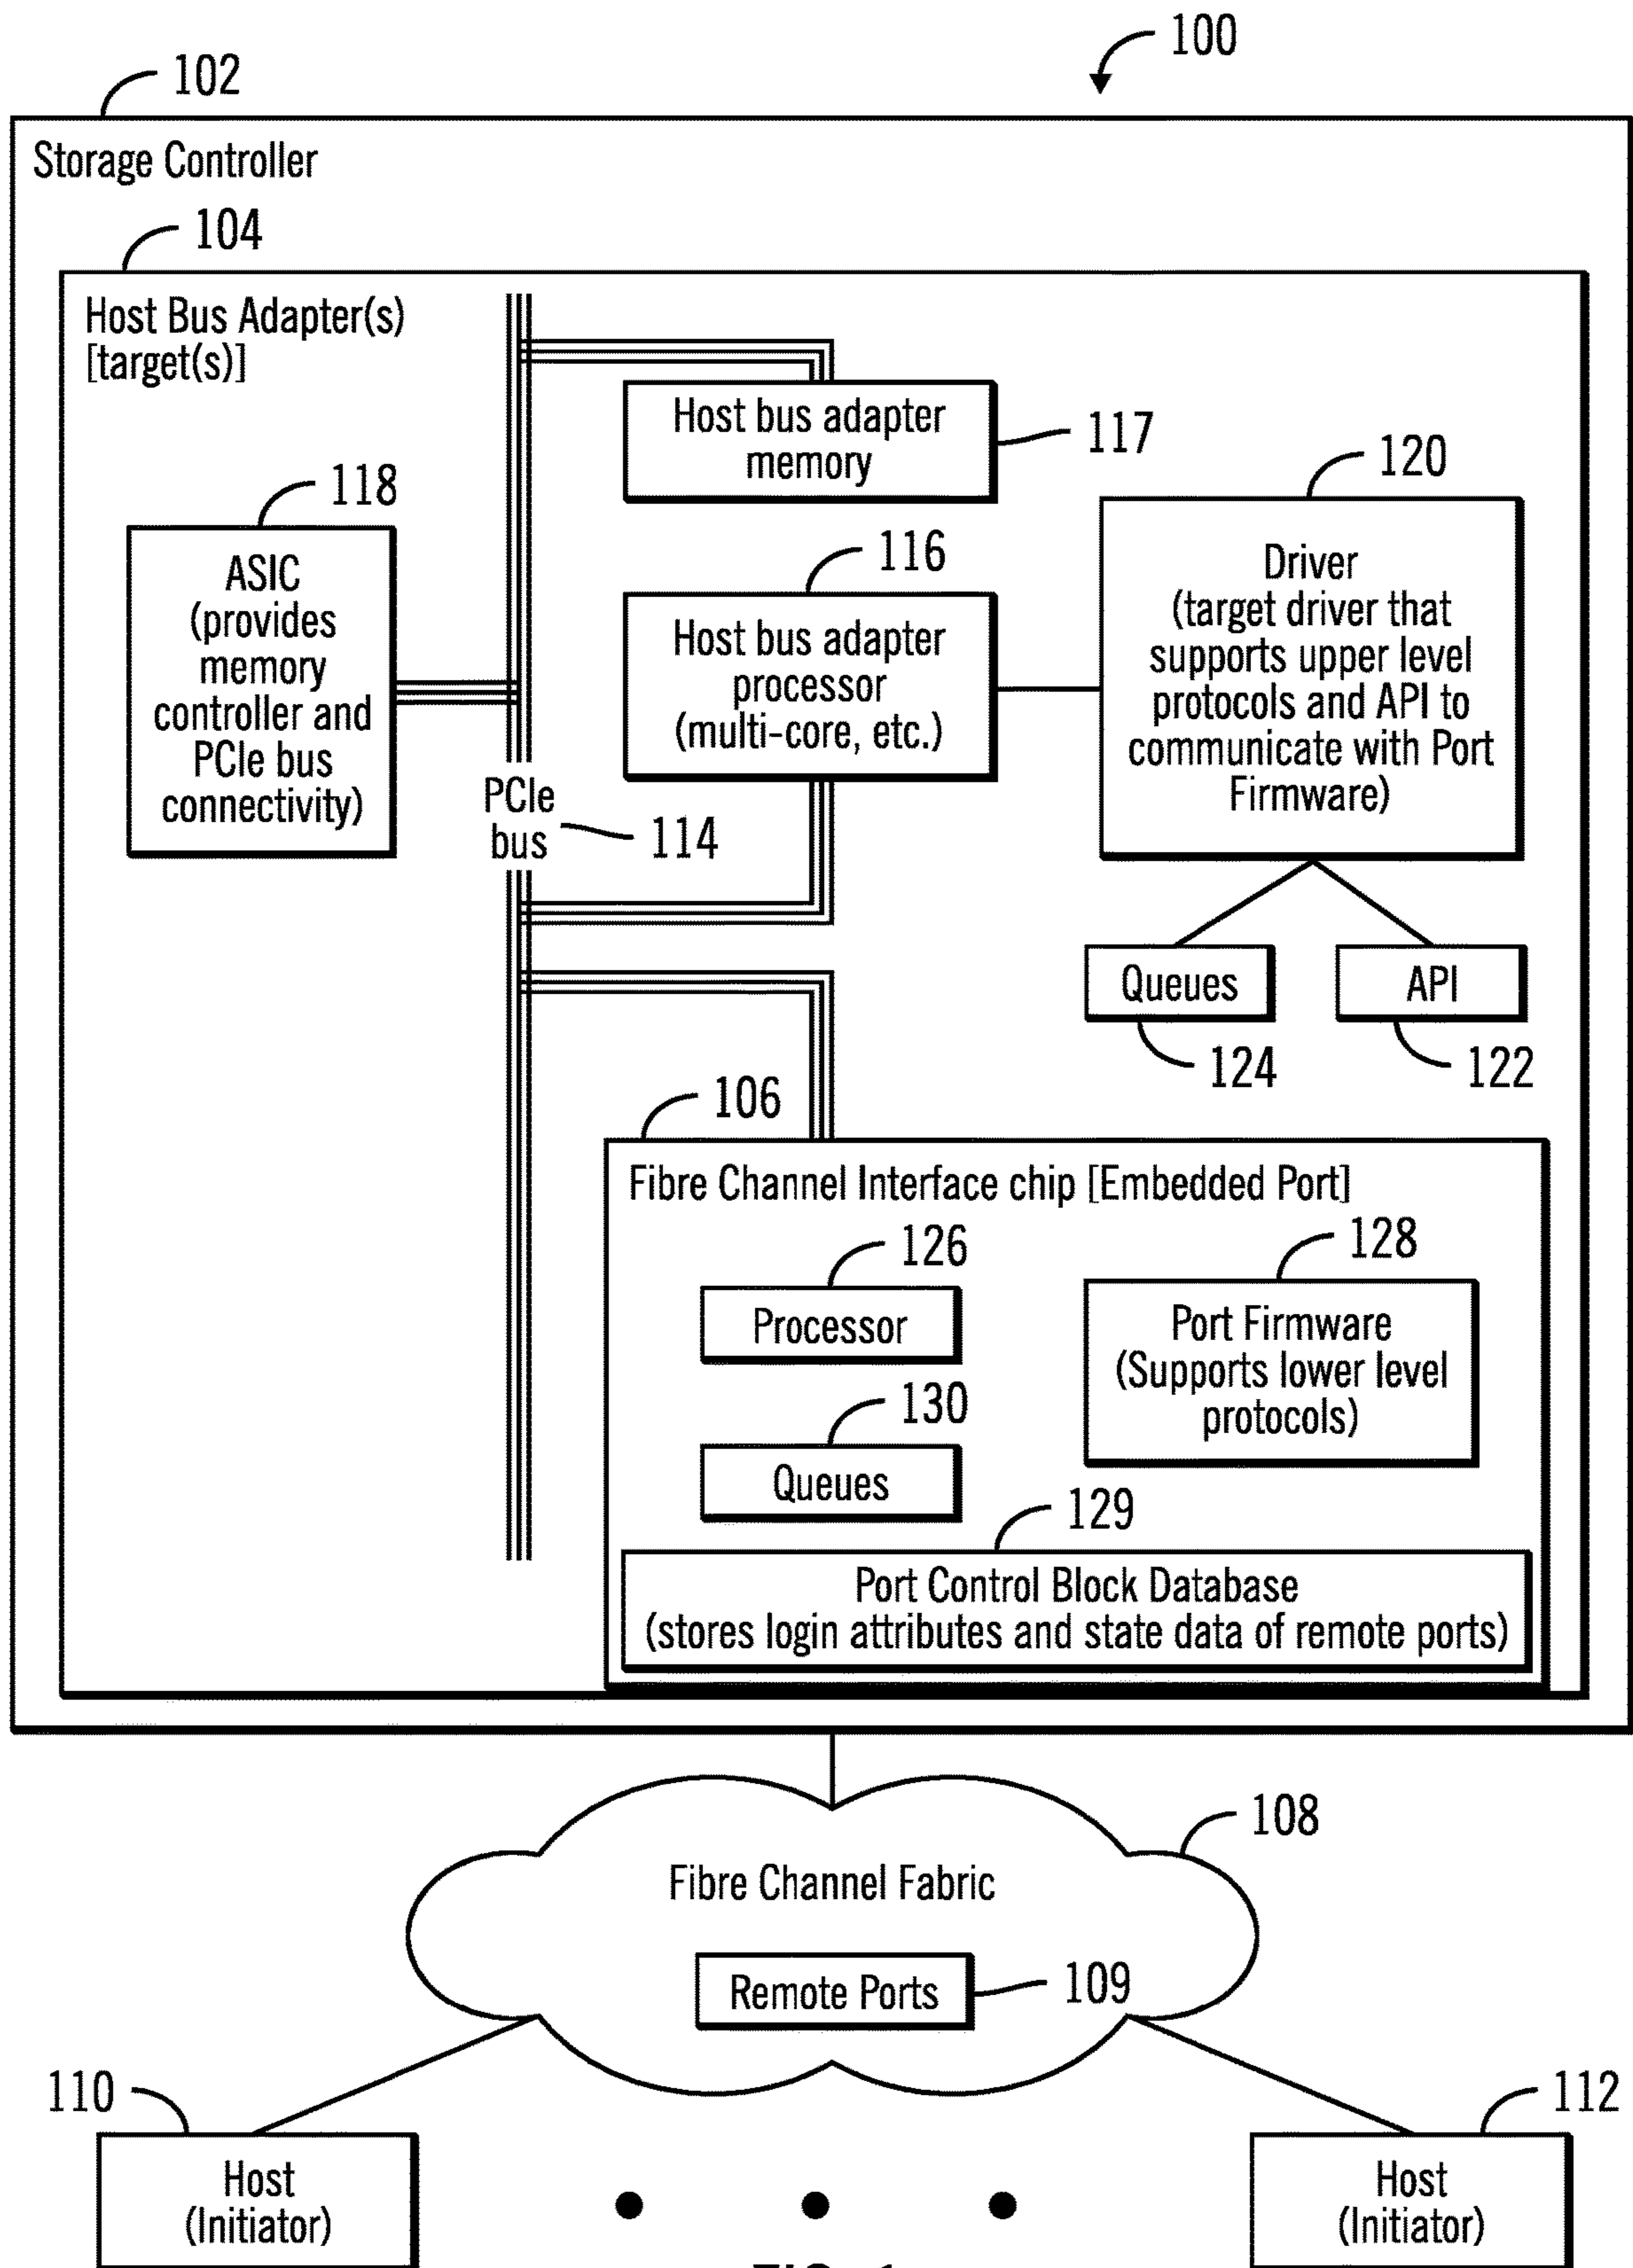 100
102
Storage Controller
104
Host Bus Adapter(s)
[target(s)]
Host bus adapter
memory
117
118
ASIC
(provides
memory
controller and
PCIe bus
connectivity)
116
Host bus adapter
processor
(multi-core, etc.)
120
Driver
(target driver that
supports upper level
protocols and API to
communicate with Port
Firmware)
PCIe
bus
114
Queues
API
124
122
106
Fibre Channel Interface chip [Embedded Port]
126
Processor
128
Port Firmware
(Supports lower level
protocols)
130
Queues
129
Port Control Block Database
(stores login attributes and state data of remote ports)
108
Fibre Channel Fabric
Remote Ports
109
110
Host
(Initiator)
112
Host
(Initiator)